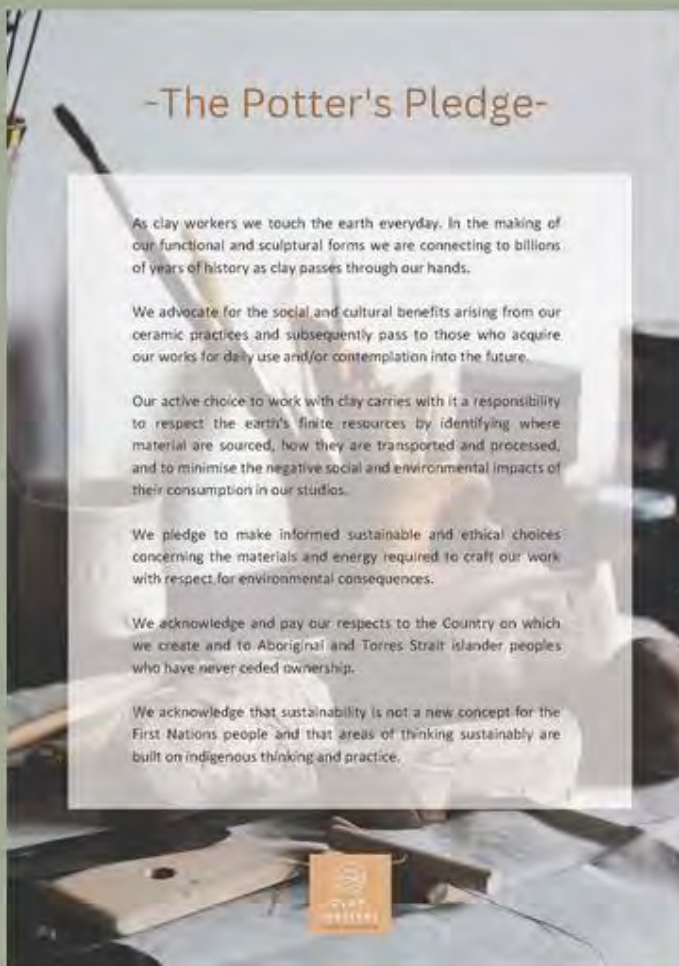 -The Potter's Pledge-
As clay workers we touch the earth everyday. In the making of
our functional and sculptural forms we are connecting to billions
of years of history as clay passes through our hands.
We advocate for the social and cultural benefits arising from our
ceramic practices and subsequently pass to those who acquire
our works for daily use and/or contemplation into the future.
Our active choice to work with clay carries with it a responsibility
to respect the earth's finite resources by identifying where
material are sourced, how they are transported and processed,
and to minimise the negative social and environmental impacts of
their consumption in our studios.
We pledge to make informed sustainable and ethical choices
concerning the materials and energy required to craft our work
with respect for environmental consequences.
We acknowledge and pay our respects to the Country on which
we create and to Aboriginal and Torres Strait islander peoples
who have never ceded ownership.
We acknowledge that sustainability is not a new concept for the
First Nations people and that areas of thinking sustainably are
built on indigenous thinking and practice.
CLAY
MATTERS